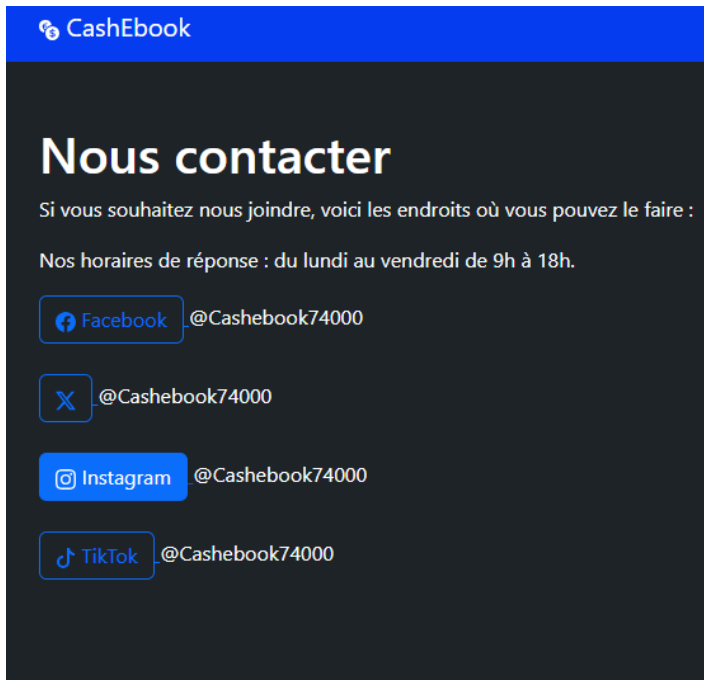 CashEbook
Nous contacter
Si vous souhaitez nous joindre, voici les endroits où vous pouvez le faire :
Nos horaires de réponse : du lundi au vendredi de 9h à 18h.
Facebook @Cashebook74000
@Cashebook74000
Instagram @Cashebook74000
TikTok @Cashebook74000